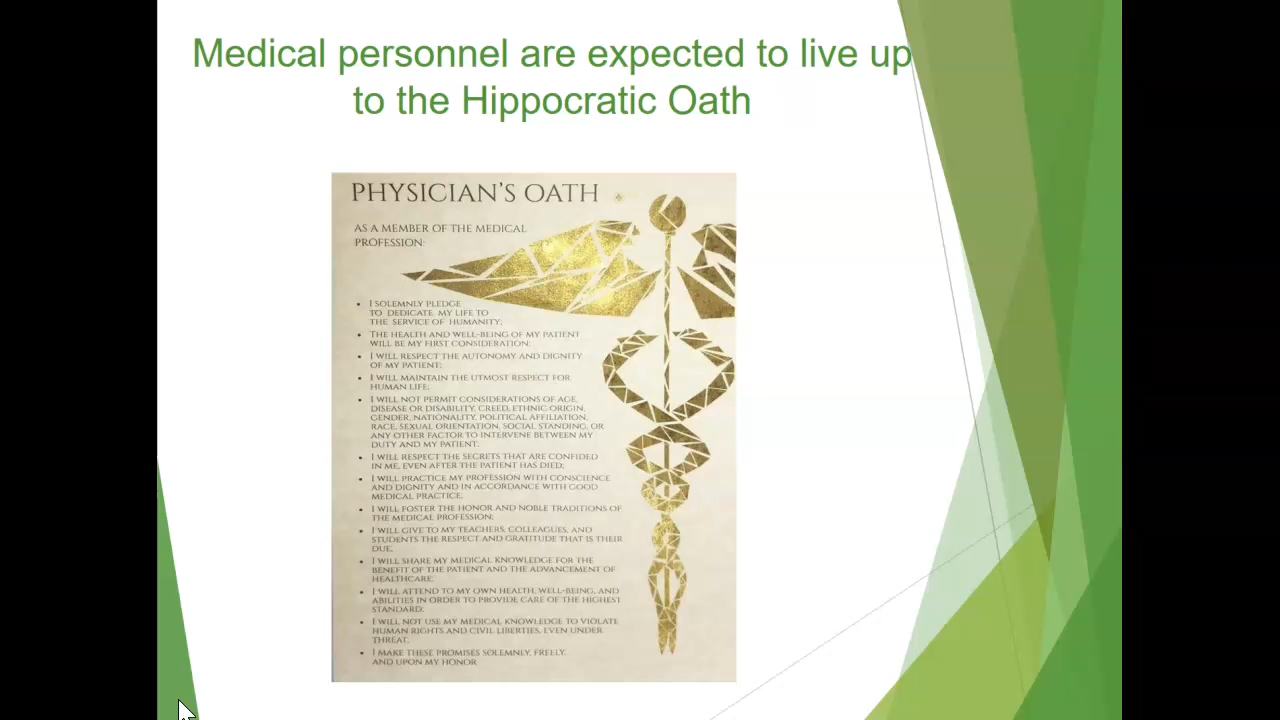 Medical personnel are expected to live up
to the Hippocratic Oath
PHYSICIAN'S OATH
AS A MEMBER OF THE MEDICAL
PROFESSION:
• I SOLEMNLY PLEDGE
TO DEDICATE MY LIFE TO
THE SERVICE OF HUMANITY;
• THE HEALTH AND WELL-BEING OF MY PATIENT
WILL BE MY FIRST CONSIDERATION;
• I WILL RESPECT THE AUTONOMY AND DIGNITY
OF MY PATIENT;
• I WILL MAINTAIN THE UTMOST RESPECT FOR
HUMAN LIFE;
• I WILL NOT PERMIT CONSIDERATIONS OF AGE,
DISEASE OR DISABILITY, CREED, ETHNIC ORIGIN,
GENDER, NATIONALITY, POLITICAL AFFILIATION,
RACE, SEXUAL ORIENTATION, SOCIAL STANDING, OR
ANY OTHER FACTOR TO INTERVENE BETWEEN MY
DUTY AND MY PATIENT;
• I WILL RESPECT THE SECRETS THAT ARE CONFIDED
IN ME, EVEN AFTER THE PATIENT HAS DIED;
• I WILL PRACTICE MY PROFESSION WITH CONSCIENCE
AND DIGNITY AND IN ACCORDANCE WITH GOOD
MEDICAL PRACTICE;
• I WILL FOSTER THE HONOR AND NOBLE TRADITIONS OF
THE MEDICAL PROFESSION;
• I WILL GIVE TO MY TEACHERS, COLLEAGUES, AND
STUDENTS THE RESPECT AND GRATITUDE THAT IS THEIR
DUE;
• I WILL SHARE MY MEDICAL KNOWLEDGE FOR THE
BENEFIT OF THE PATIENT AND THE ADVANCEMENT OF
HEALTHCARE;
• I WILL ATTEND TO MY OWN HEALTH, WELL-BEING, AND
ABILITIES IN ORDER TO PROVIDE CARE OF THE HIGHEST
STANDARD;
• I WILL NOT USE MY MEDICAL KNOWLEDGE TO VIOLATE
HUMAN RIGHTS AND CIVIL LIBERTIES, EVEN UNDER
THREAT;
• I MAKE THESE PROMISES SOLEMNLY, FREELY,
AND UPON MY HONOR